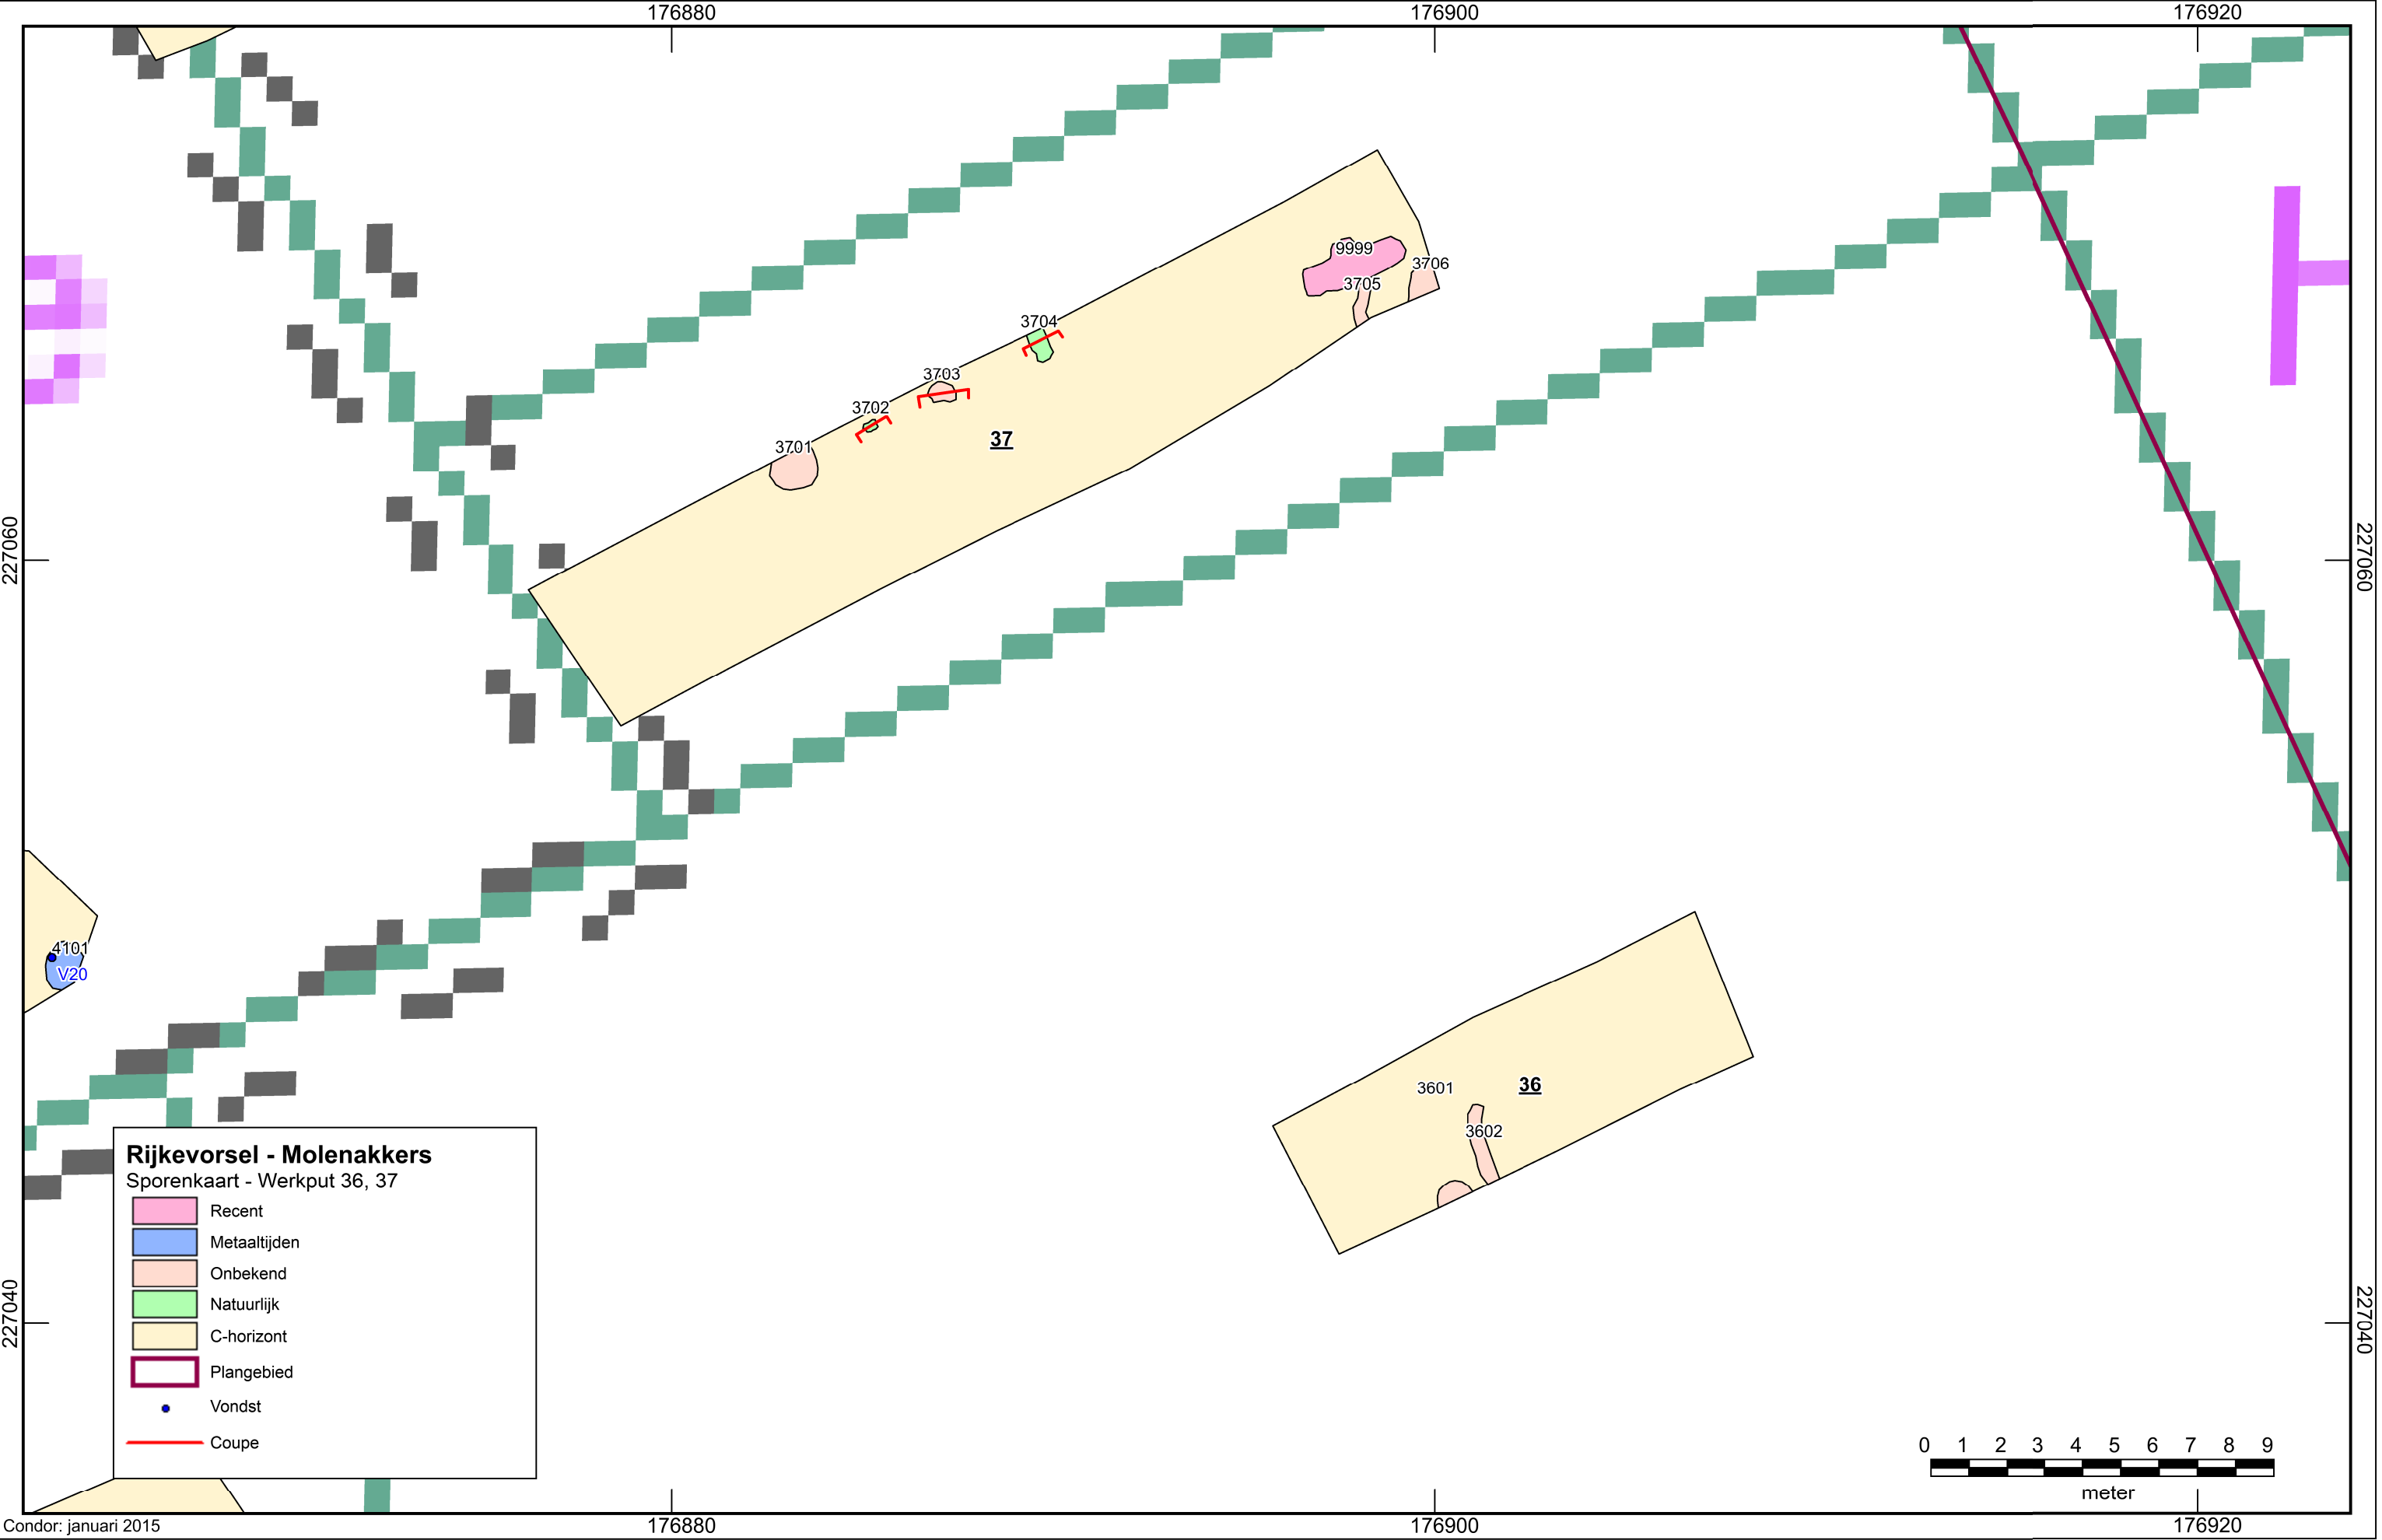 176880
176900
176920
9999
3706
3705
3704
3703
3702
3701
37
227060
227060
4101
V20
36
3601
3602
Rijkevorsel - Molenakkers
Sporenkaart - Werkput 36, 37
Recent
Metaaltijden
Onbekend
Natuurlijk
C-horizont
Plangebied
Vondst
Coupe
227040
227040
0 1 2 3 4 5 6 7 8 9
meter
Condor: januari 2015
176880
176900
176920